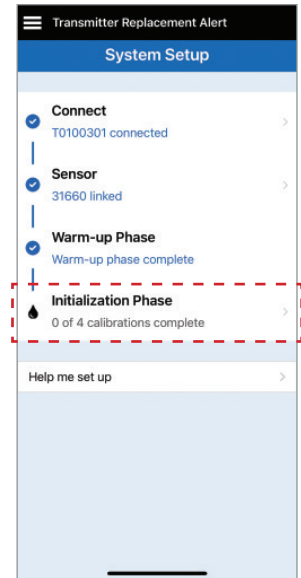 Transmitter Replacement Alert
System Setup
Connect
T0100301 connected
Sensor
31660 linked
Warm-up Phase
Warm-up phase complete
Initialization Phase
0 of 4 calibrations complete
Help me set up